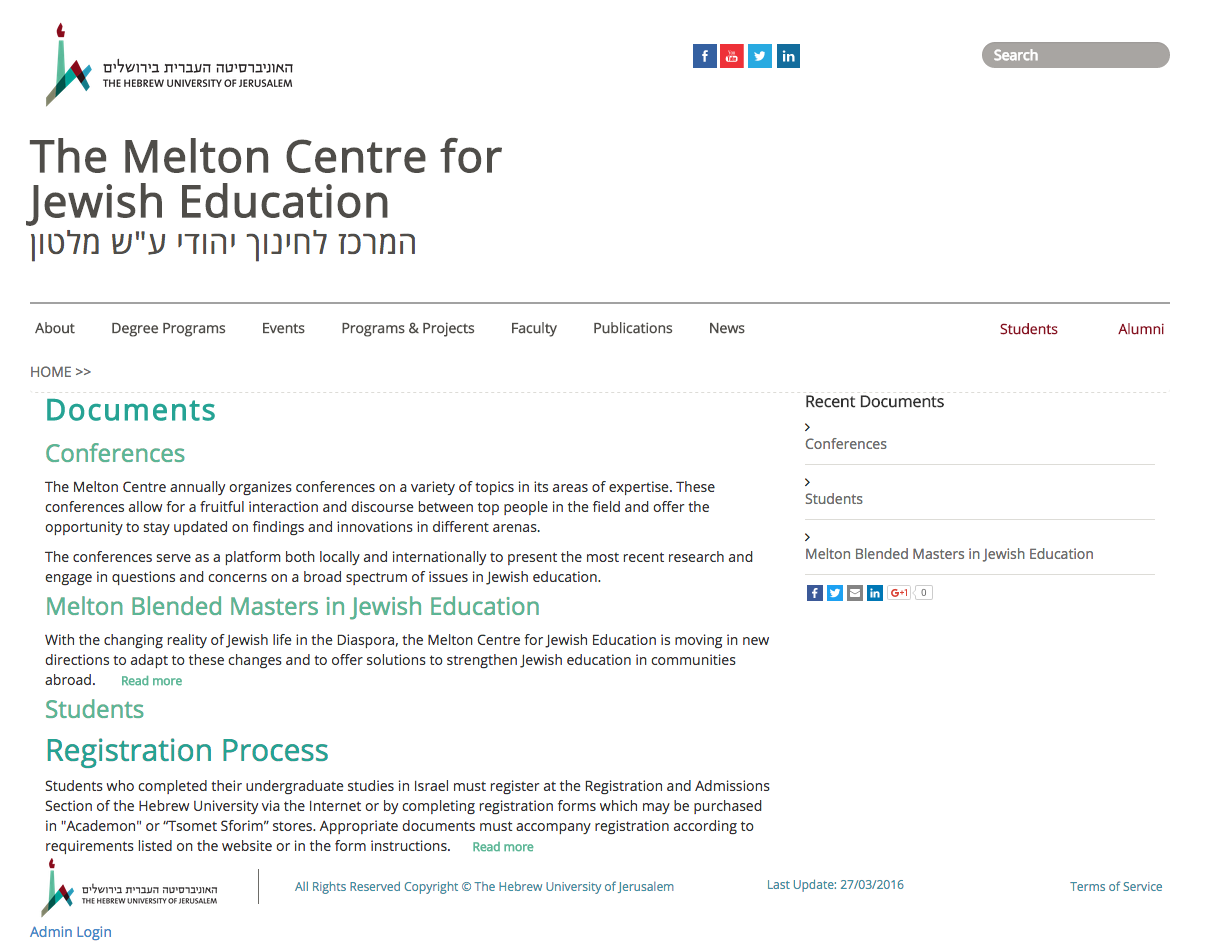 האוניברסיטה העברית בירושלים
THE HEBREW UNIVERSITY OF JERUSALEM
Search
The Melton Centre for
Jewish Education
המרכז לחינוך יהודי ע"ש מלטון
About Degree Programs Events Programs & Projects Faculty Publications News Students Alumni
HOME >>
Documents
Conferences
The Melton Centre annually organizes conferences on a variety of topics in its areas of expertise. These
conferences allow for a fruitful interaction and discourse between top people in the field and offer the
opportunity to stay updated on findings and innovations in different arenas.
The conferences serve as a platform both locally and internationally to present the most recent research and
engage in questions and concerns on a broad spectrum of issues in Jewish education.
Melton Blended Masters in Jewish Education
With the changing reality of Jewish life in the Diaspora, the Melton Centre for Jewish Education is moving in new
directions to adapt to these changes and to offer solutions to strengthen Jewish education in communities
abroad. Read more
Students
Registration Process
Students who completed their undergraduate studies in Israel must register at the Registration and Admissions
Section of the Hebrew University via the Internet or by completing registration forms which may be purchased
in "Academon" or “Tsomet Sforim” stores. Appropriate documents must accompany registration according to
requirements listed on the website or in the form instructions. Read more
Recent Documents
Conferences
Students
Melton Blended Masters in Jewish Education
G+1 0
האוניברסיטה העברית בירושלים
THE HEBREW UNIVERSITY OF JERUSALEM
All Rights Reserved Copyright © The Hebrew University of Jerusalem
Last Update: 27/03/2016
Terms of Service
Admin Login